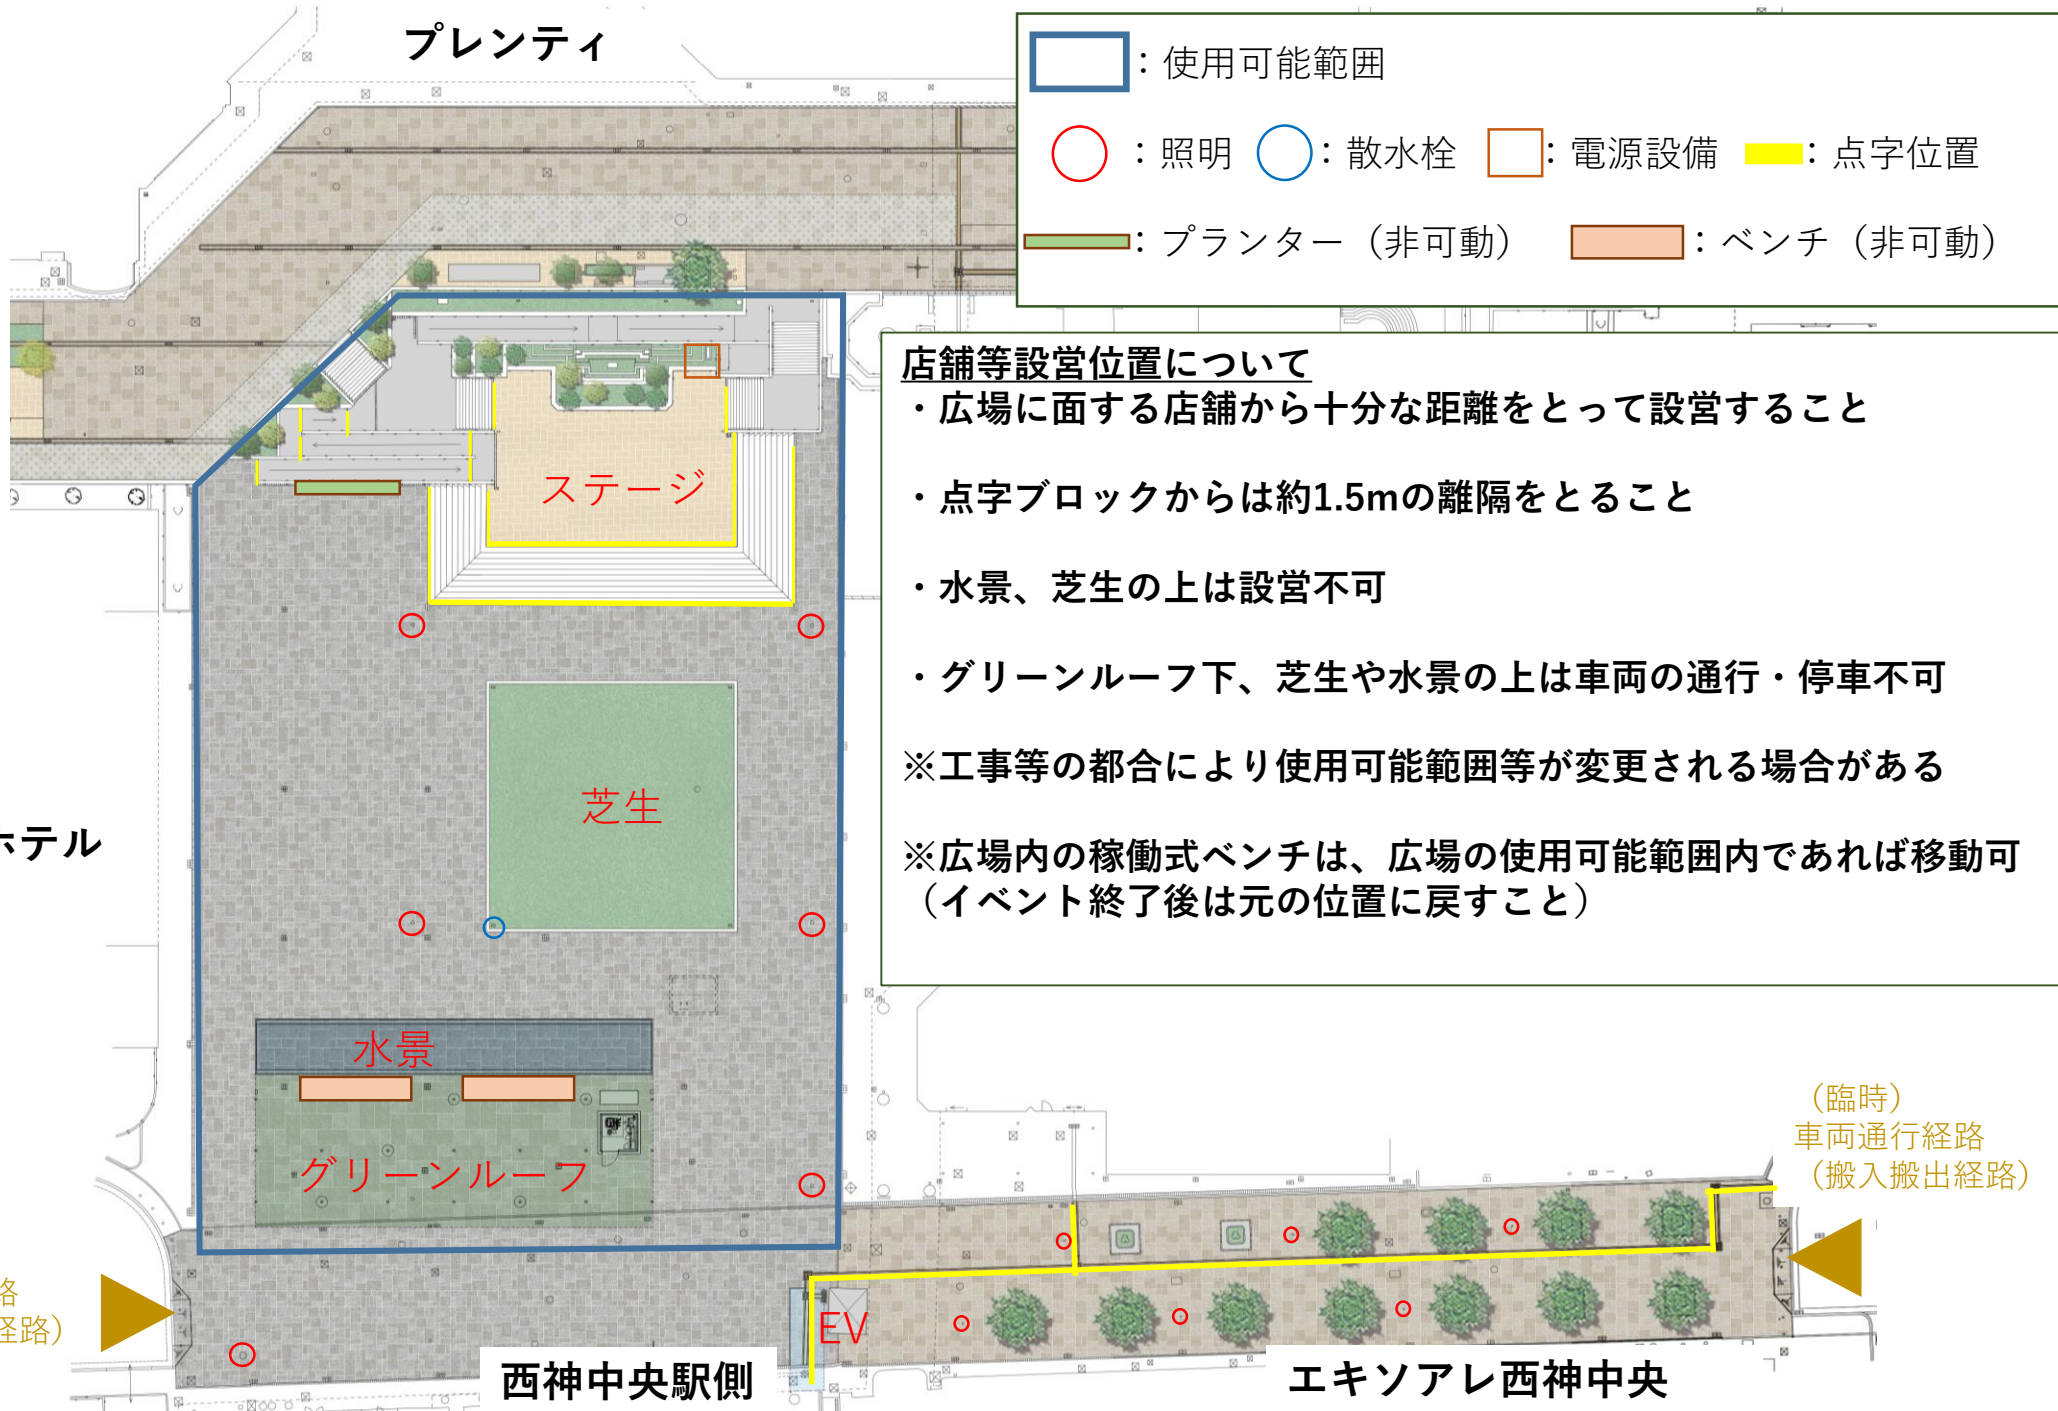 プレンティ
：使用可能範囲
：照明 ：散水栓 ：電源設備 ：点字位置
：プランター（非可動） ：ベンチ（非可動）
店舗等設営位置について
・広場に面する店舗から十分な距離をとって設営すること
・点字ブロックからは約1.5mの離隔をとること
・水景、芝生の上は設営不可
・グリーンルーフ下、芝生や水景の上は車両の通行・停車不可
※工事等の都合により使用可能範囲等が変更される場合がある
※広場内の稼働式ベンチは、広場の使用可能範囲内であれば移動可
（イベント終了後は元の位置に戻すこと）
ステージ
芝生
ホテル
水景
グリーンルーフ
（臨時）
車両通行経路
（搬入搬出経路）
路
経路）
EV
西神中央駅側
エキソアレ西神中央